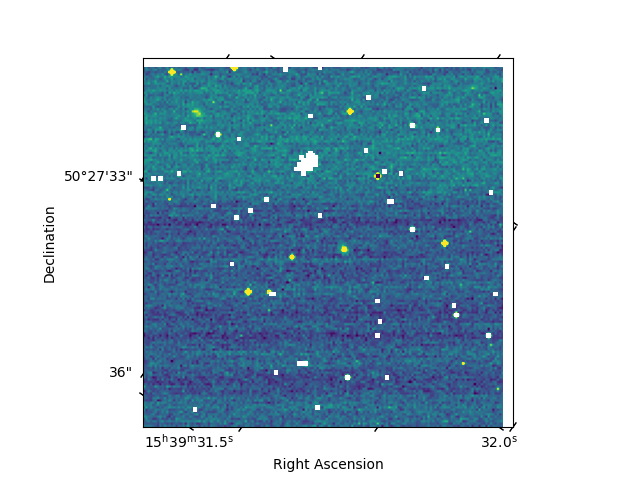 50°27'33"
Declination
36"
15ʰ39ᵐ31.5ˢ
32.0ˢ
Right Ascension